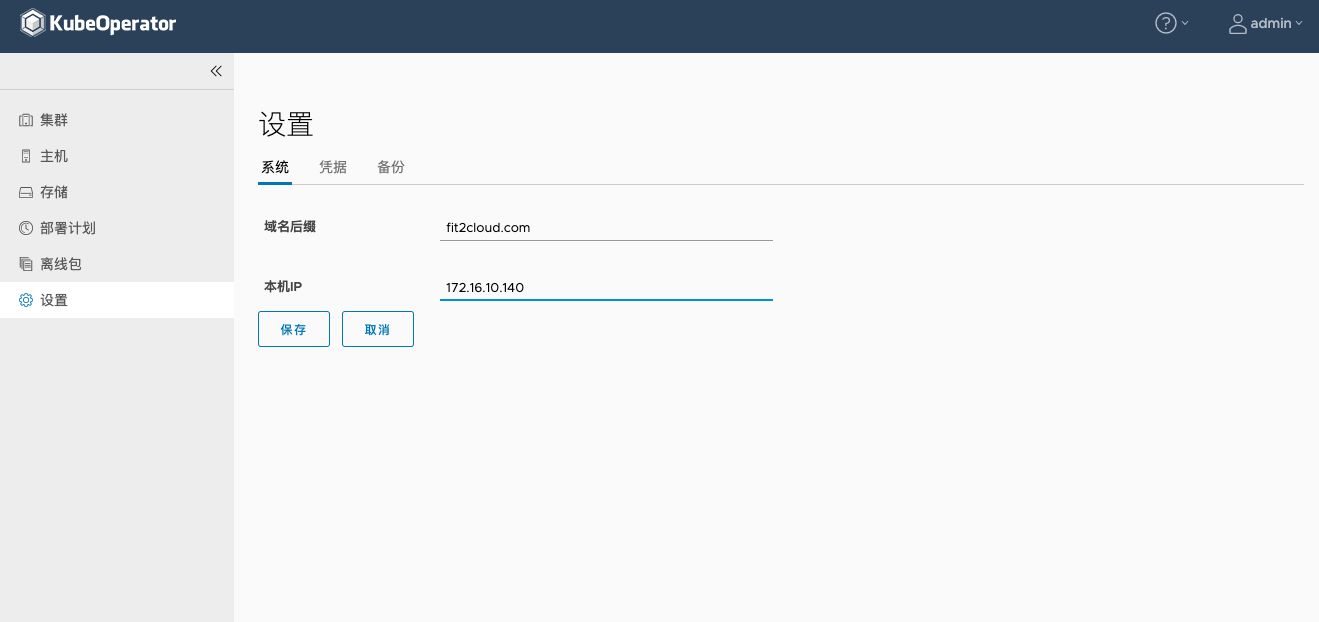 KubeOperator
? admin
集群
主机
存储
部署计划
离线包
设置
设置
系统 凭据 备份
域名后缀 fit2cloud.com
本机IP 172.16.10.140
保存 取消